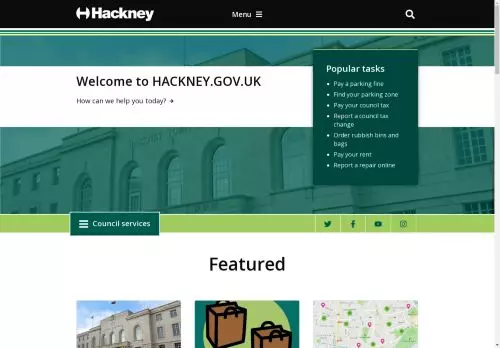 Hackney
Menu
Welcome to HACKNEY.GOV.UK
How can we help you today?
Popular tasks
Pay a parking fine
Find your parking zone
Pay your council tax
Report a council tax
change
Order rubbish bins and
bags
Pay your rent
Report a repair online
Council services
Featured